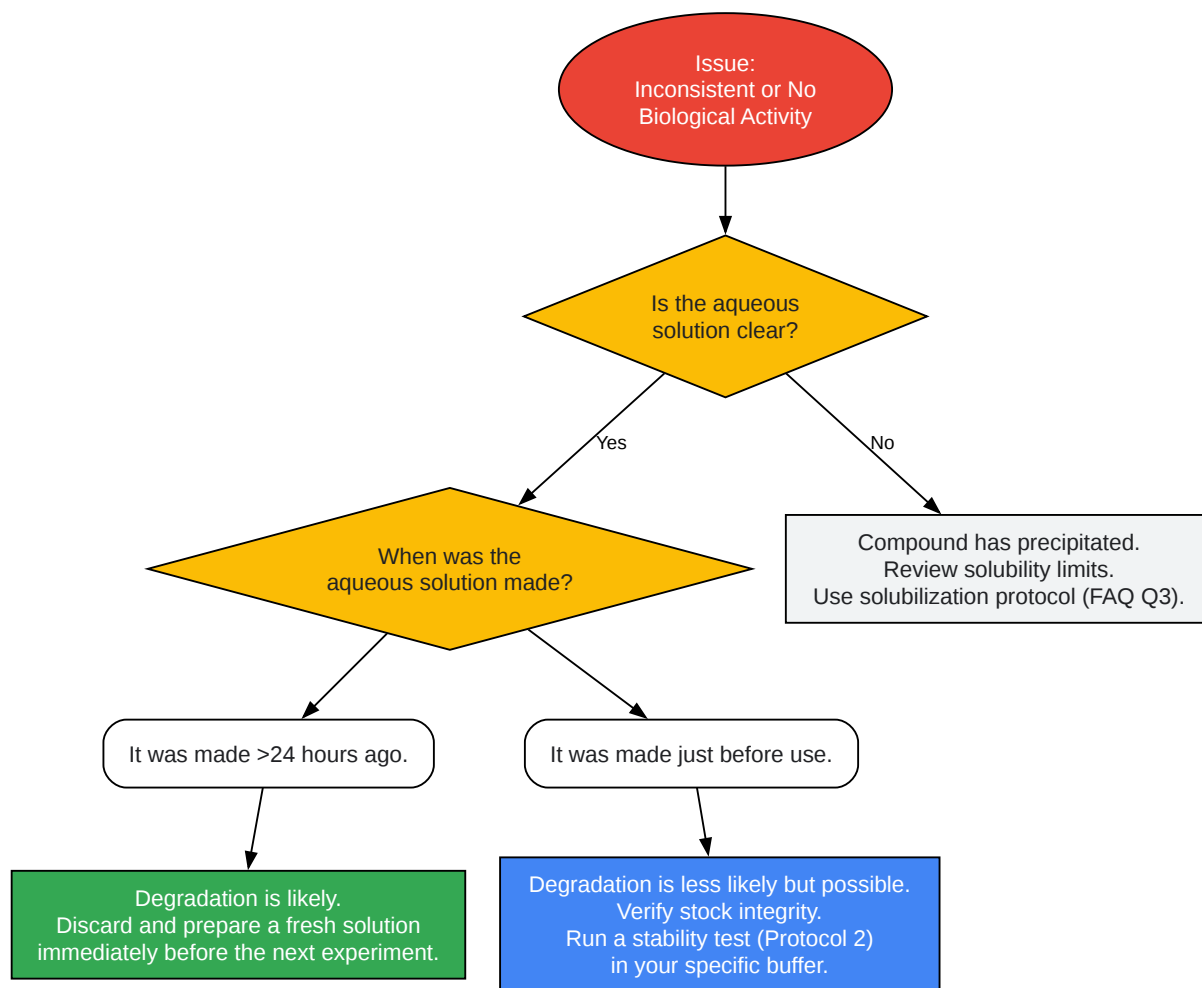 Issue:
Inconsistent or No
Biological Activity
Is the aqueous
solution clear?
Yes
No
When was the
aqueous solution made?
Compound has precipitated.
Review solubility limits.
Use solubilization protocol (FAQ Q3).
It was made >24 hours ago.
It was made just before use.
Degradation is likely.
Discard and prepare a fresh solution
immediately before the next experiment.
Degradation is less likely but possible.
Verify stock integrity.
Run a stability test (Protocol 2)
in your specific buffer.